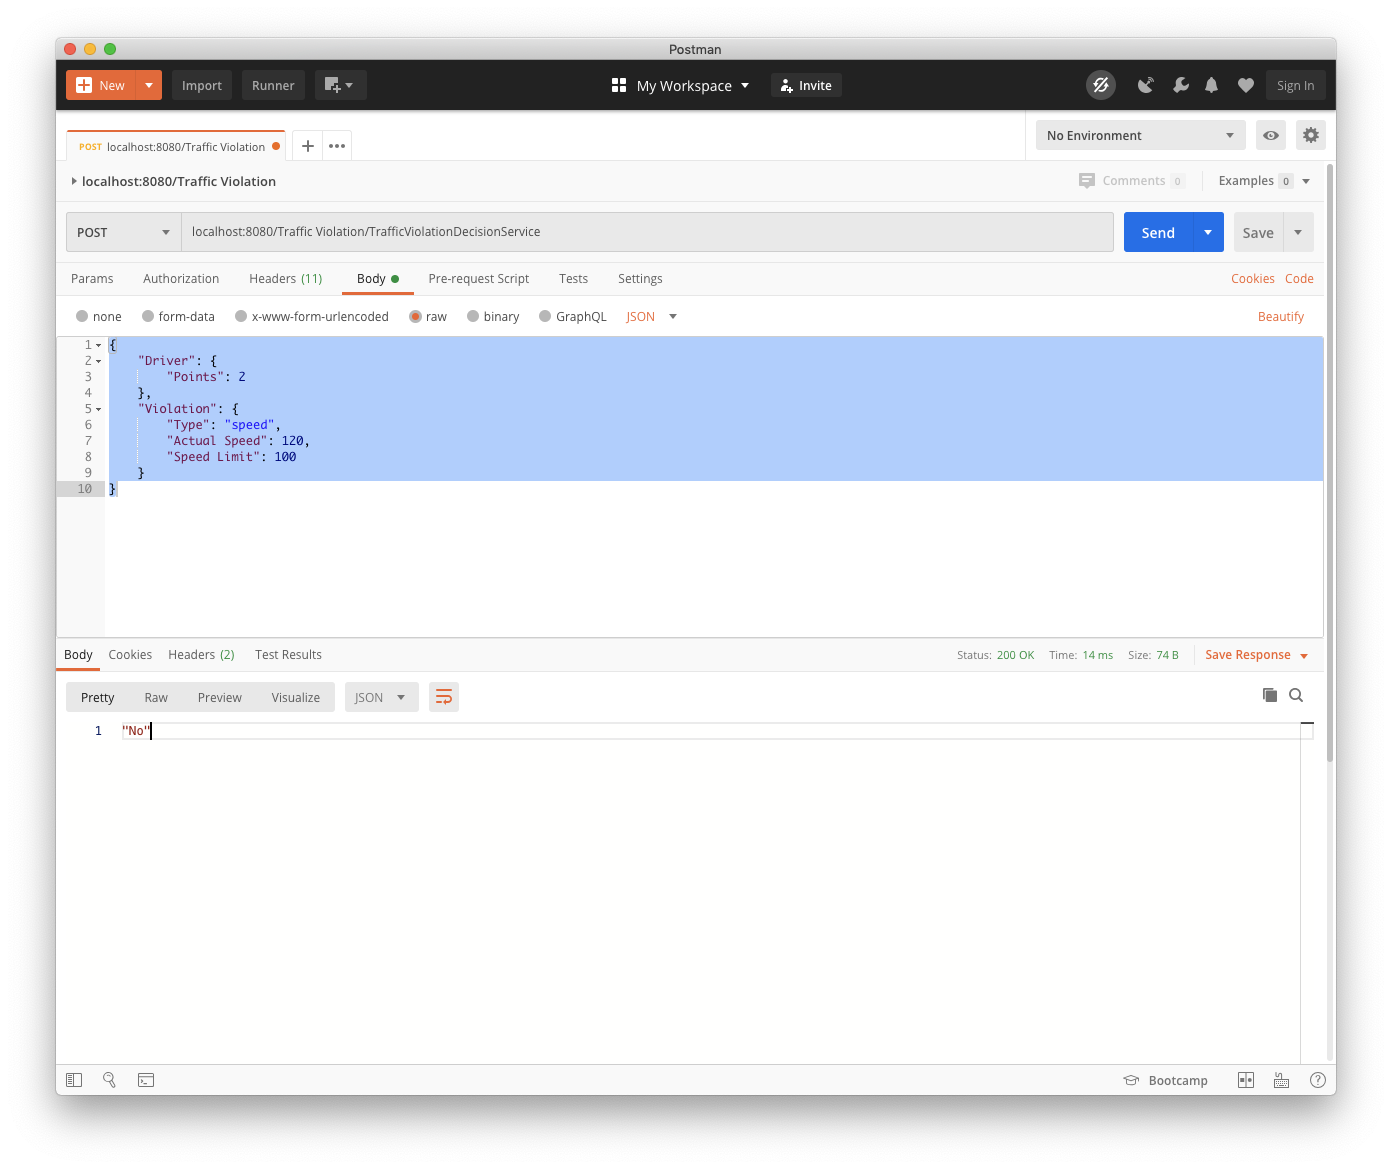 Postman
New
Import
Runner
My Workspace
Invite
Sign In
POST localhost:8080/Traffic Violation
No Environment
localhost:8080/Traffic Violation
Comments 0
Examples 0
POST
localhost:8080/Traffic Violation/TrafficViolationDecisionService
Send
Save
Params
Authorization
Headers (11)
Body
Pre-request Script
Tests
Settings
Cookies
Code
none
form-data
x-www-form-urlencoded
raw
binary
GraphQL
JSON
Beautify
1 {
2 "Driver": {
3 "Points": 2
4 },
5 "Violation": {
6 "Type": "speed",
7 "Actual Speed": 120,
8 "Speed Limit": 100
9 }
10 }
Body
Cookies
Headers (2)
Test Results
Status: 200 OK
Time: 14 ms
Size: 74 B
Save Response
Pretty
Raw
Preview
Visualize
JSON
1 "No"
Bootcamp